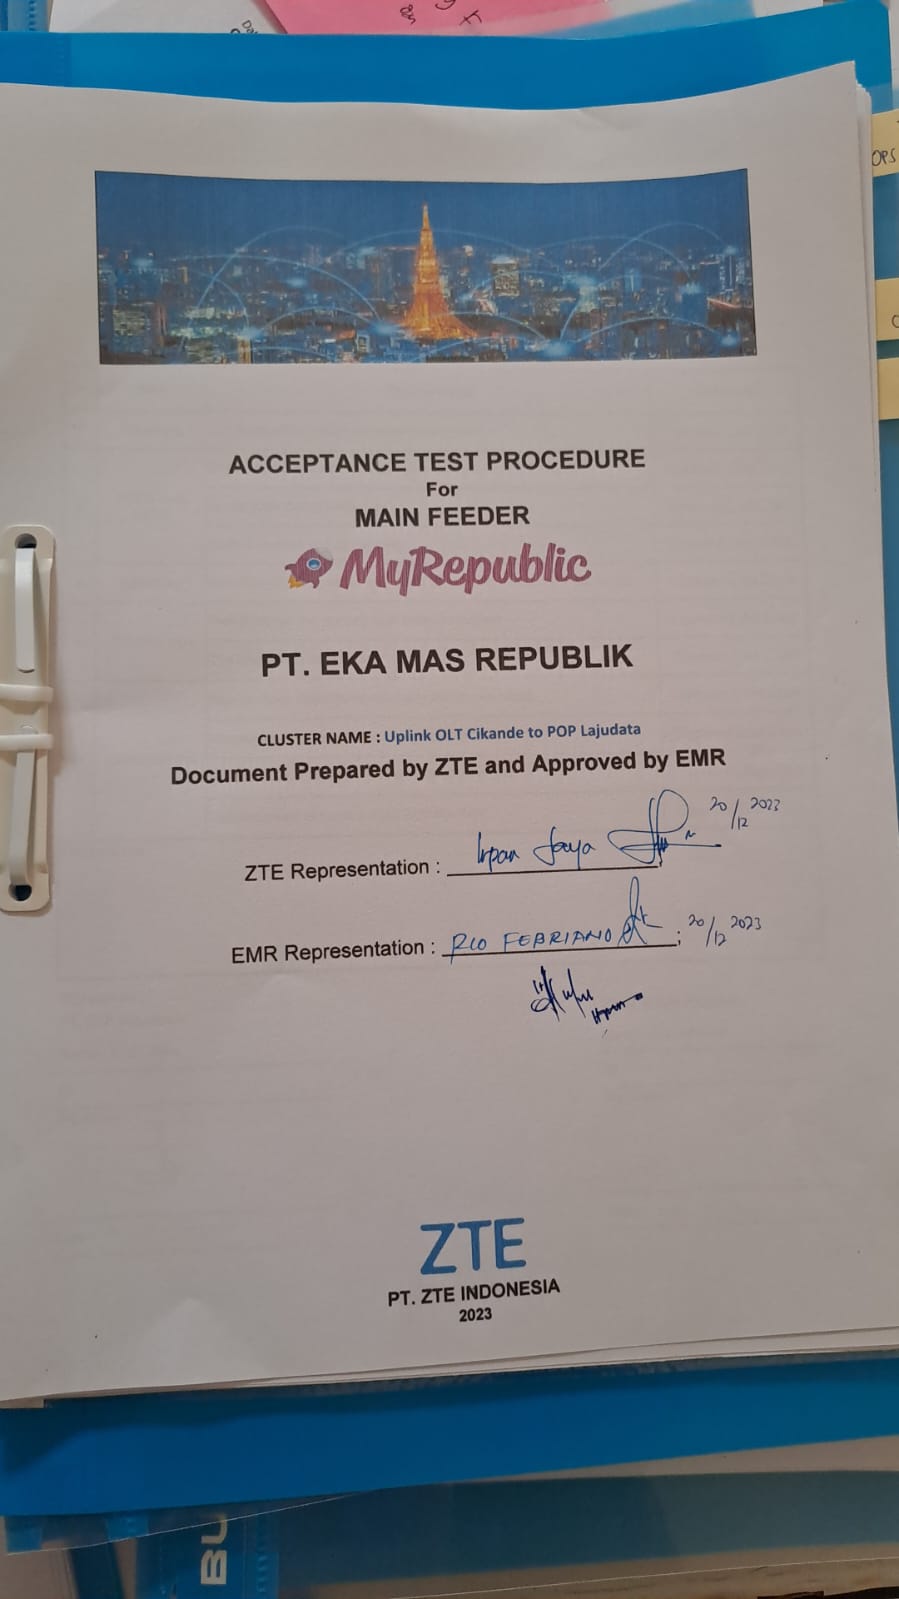 OPS
ACCEPTANCE TEST PROCEDURE
For
MAIN FEEDER
MyRepublic
PT. EKA MAS REPUBLIK
CLUSTER NAME : Uplink OLT Cikande to POP Lajudata
Document Prepared by ZTE and Approved by EMR
ZTE Representation : Irpan Jaya 20/12 2023
EMR Representation : RIO FEBRIANO ; 20/12 2023
ZTE
PT. ZTE INDONESIA
2023
BU